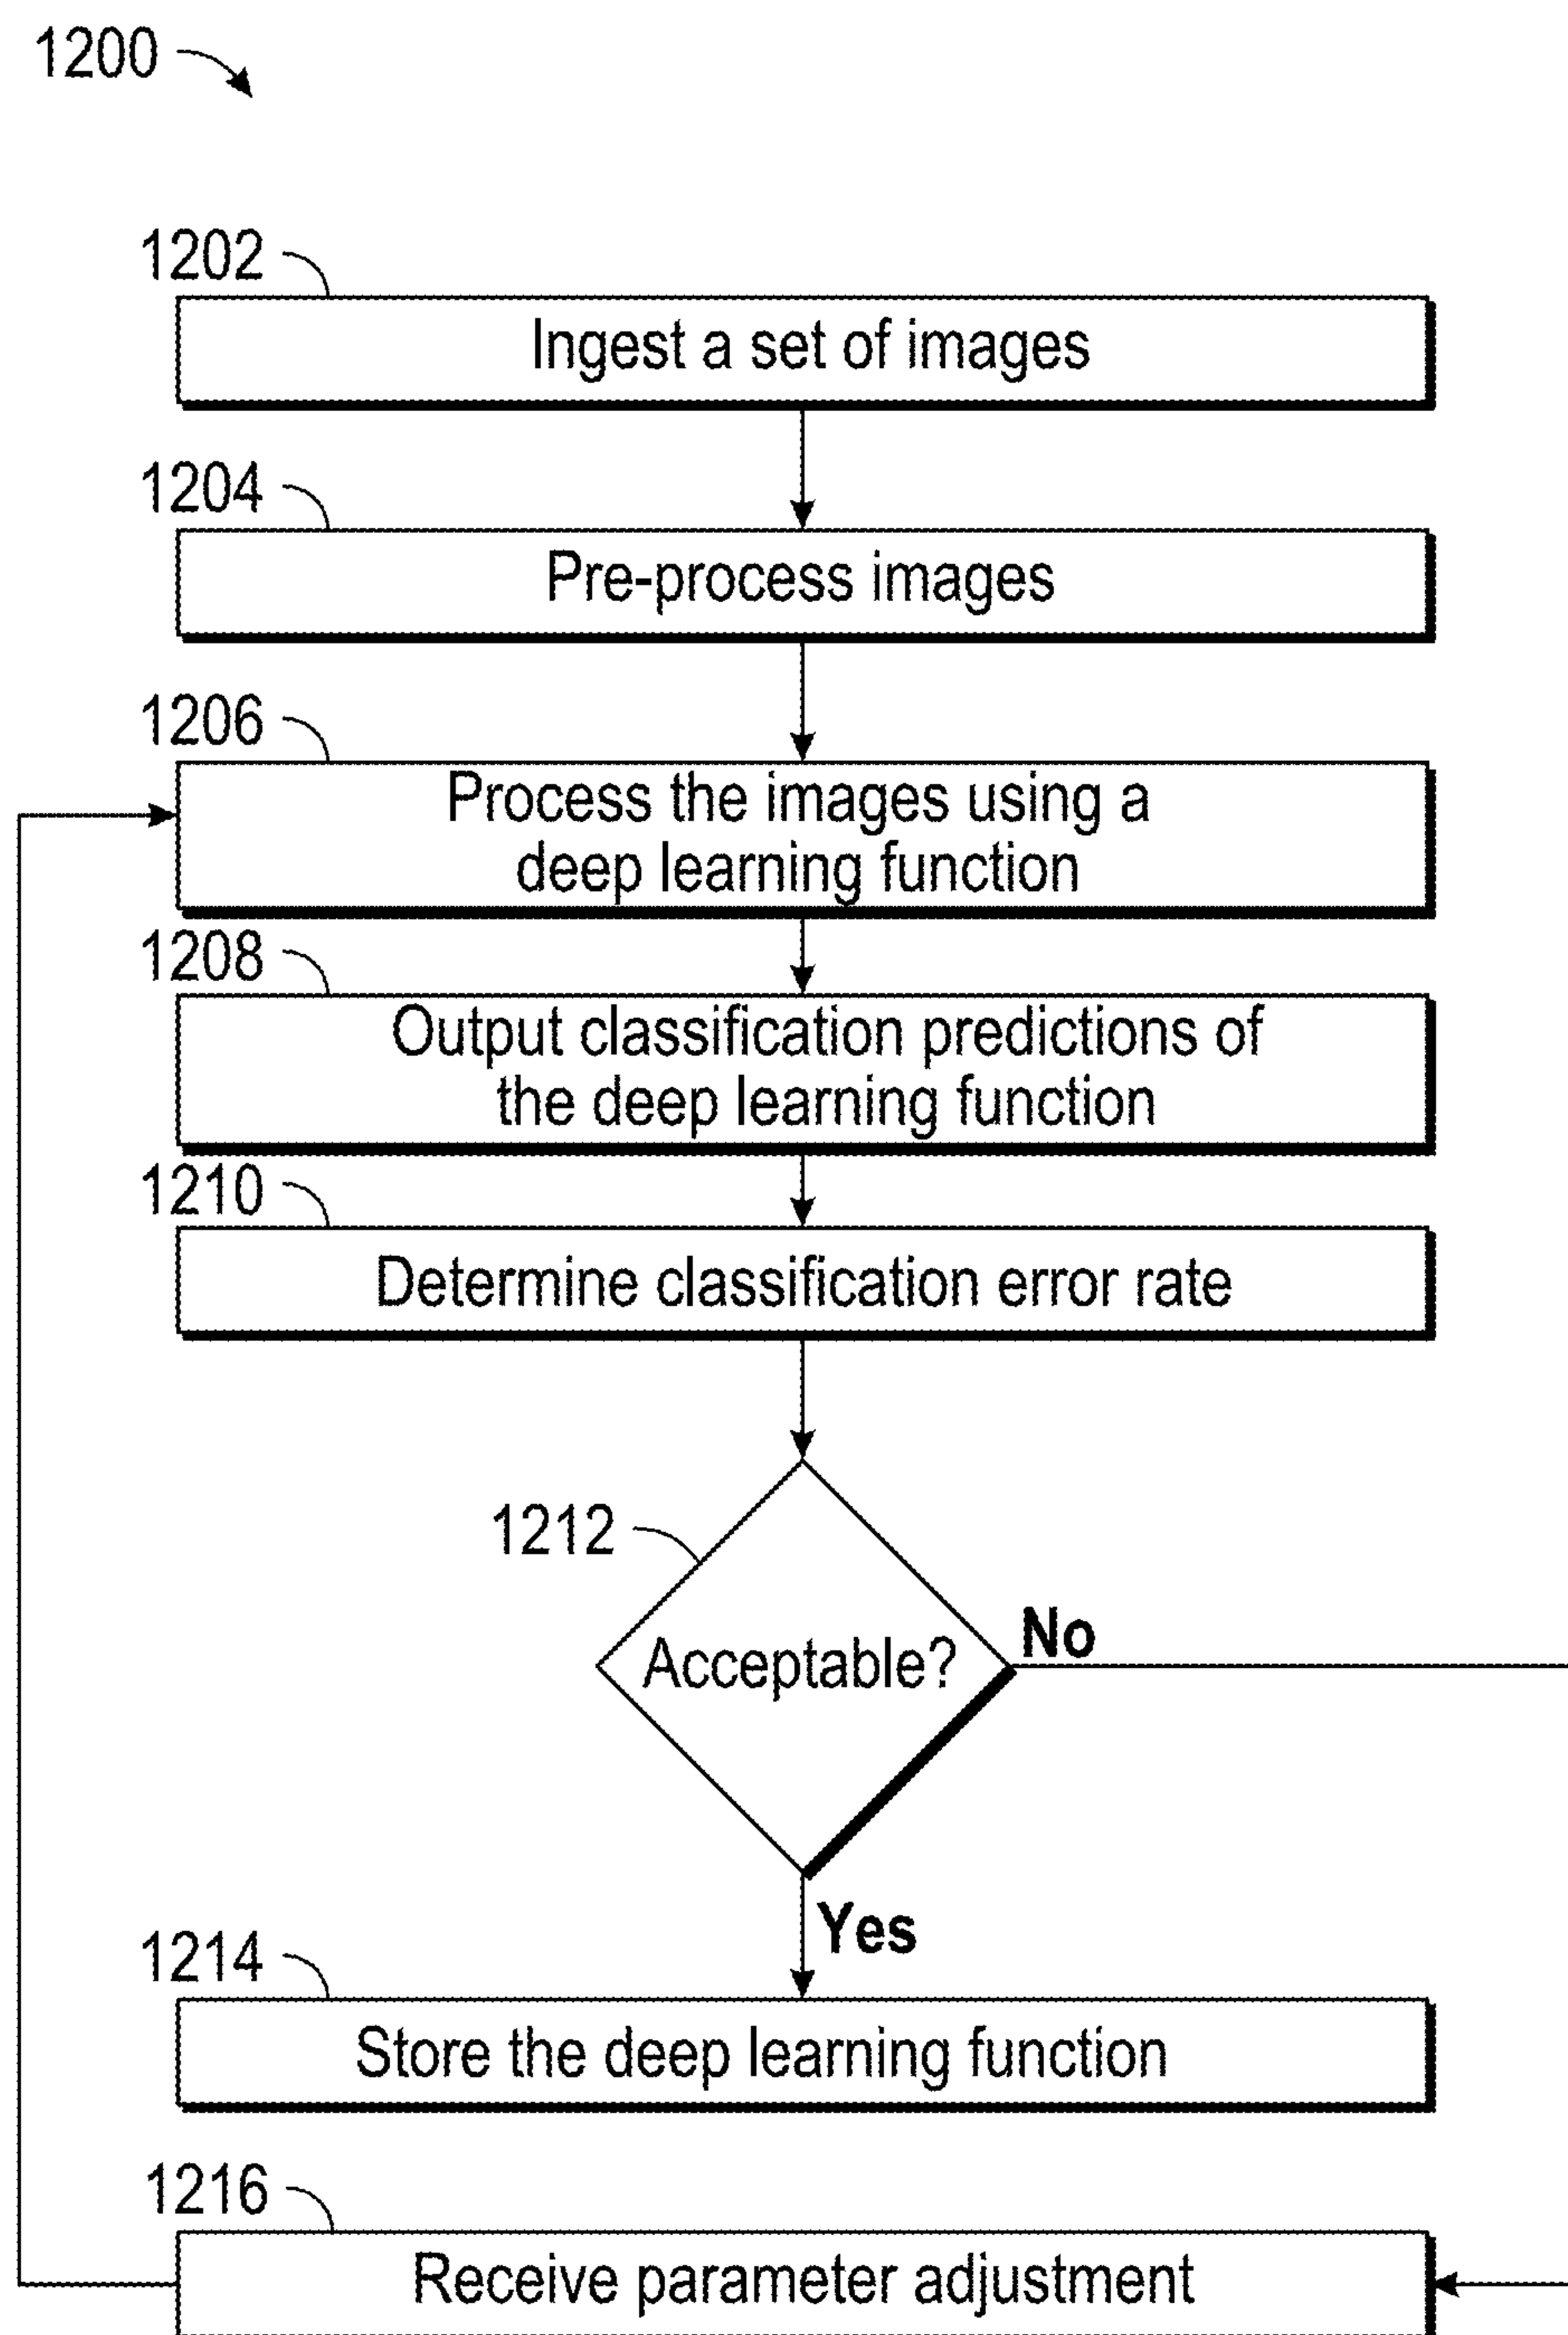 1200
1202
Ingest a set of images
1204
Pre-process images
1206
Process the images using a
deep learning function
1208
Output classification predictions of
the deep learning function
1210
Determine classification error rate
1212
Acceptable?
No
Yes
1214
Store the deep learning function
1216
Receive parameter adjustment